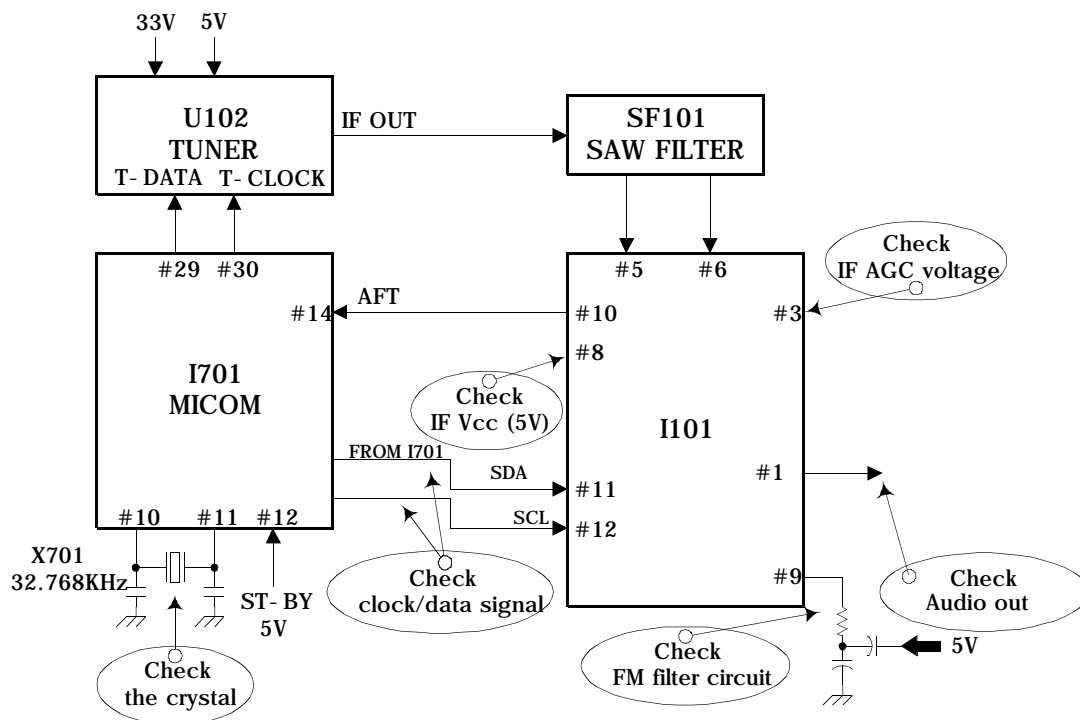 33V
5V
U102
TUNER
T-DATA
T-CLOCK
IF OUT
SF101
SAW FILTER
#29
#30
#14
I701
MICOM
#10
#11
#12
AFT
#5
#6
#10
#8
#3
I101
#1
#11
#12
#9
Check
IF AGC voltage
Check
IF Vcc (5V)
FROM I701
SDA
SCL
X701
32.768KHz
ST-BY
5V
Check
clock/data signal
Check
the crystal
Check
Audio out
Check
FM filter circuit
5V